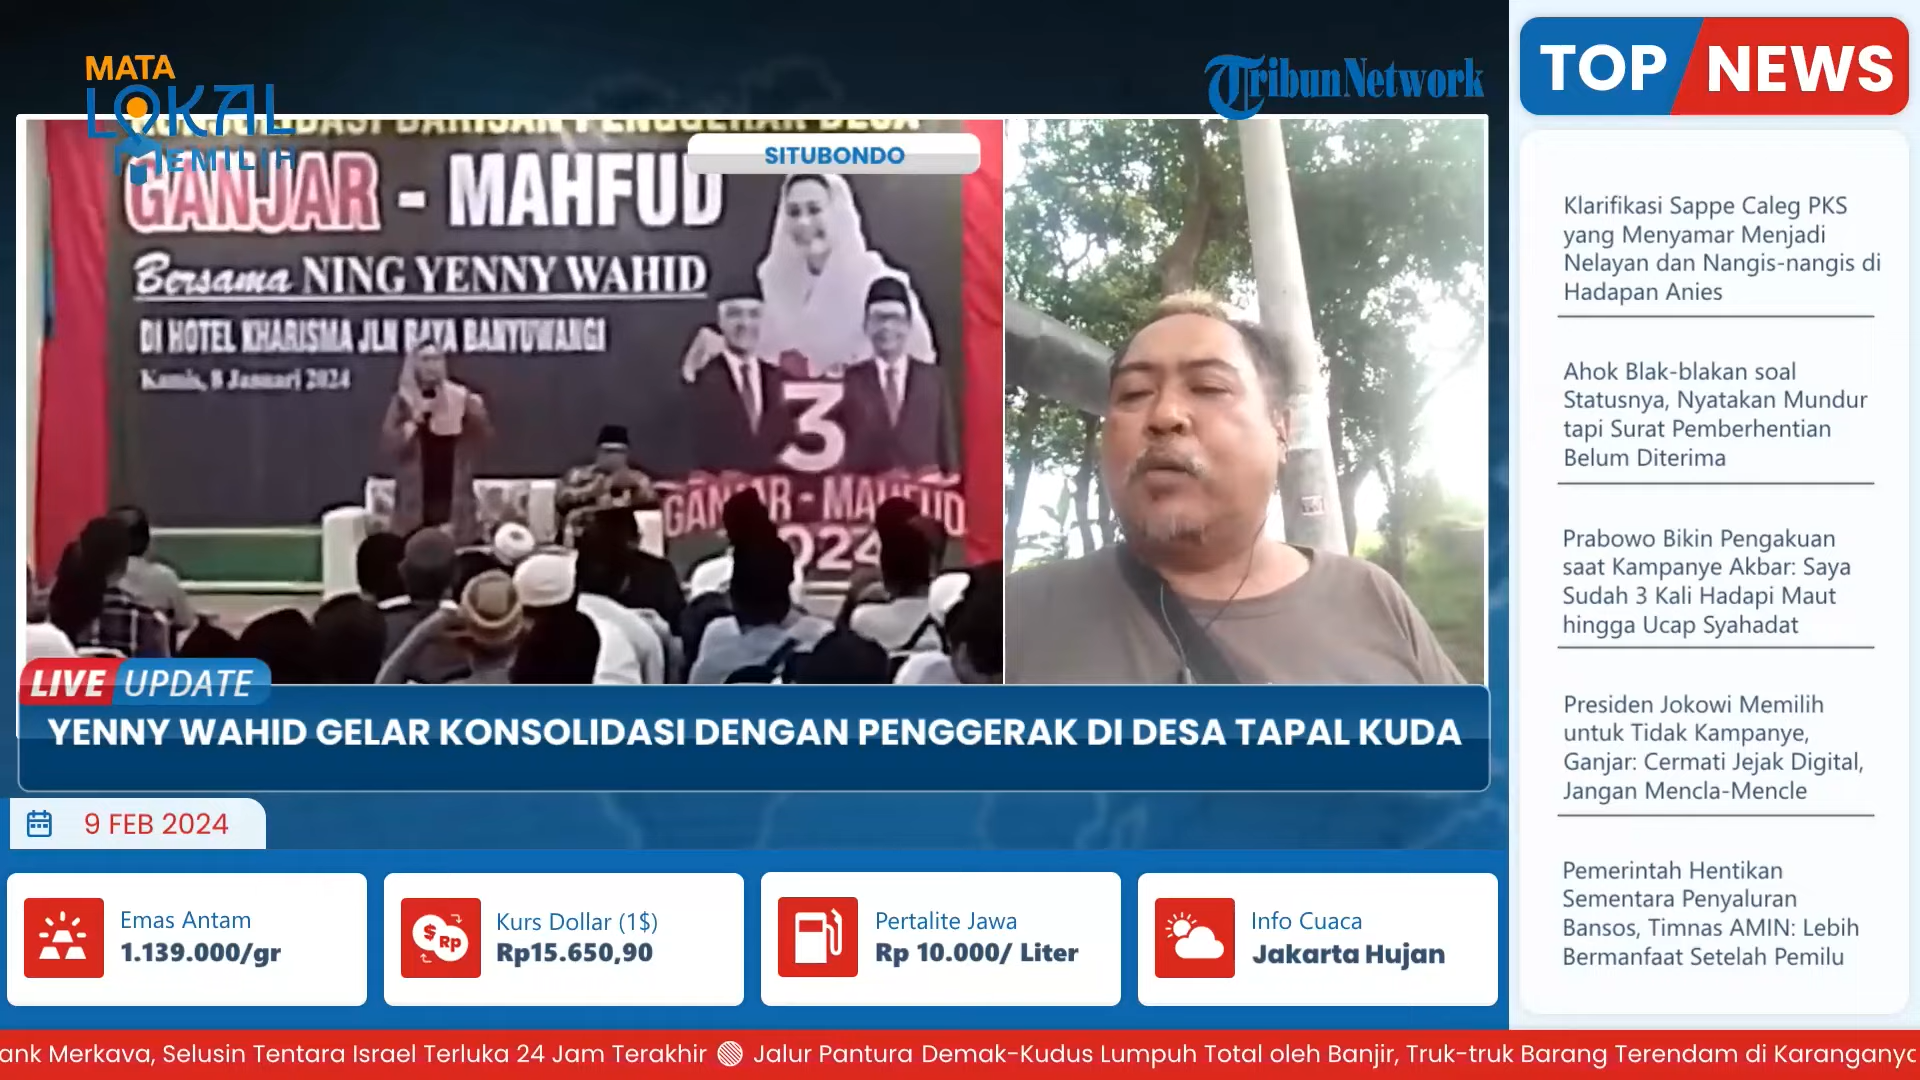 MATA
LOKAL
MEMILIH
TribunNetwork
TOP NEWS
SITUBONDO
GANJAR - MAHFUD
Bersama NING YENNY WAHID
DI HOTEL KHARISMA JLN RAYA BANYUWANGI
Kamis, 8 Januari 2024
3
GANJAR - MAHFUD
2024
LIVE UPDATE
YENNY WAHID GELAR KONSOLIDASI DENGAN PENGGERAK DI DESA TAPAL KUDA
9 FEB 2024
Emas Antam
1.139.000/gr
Kurs Dollar (1$)
Rp15.650,90
Pertalite Jawa
Rp 10.000/ Liter
Info Cuaca
Jakarta Hujan
Klarifikasi Sappe Caleg PKS
yang Menyamar Menjadi
Nelayan dan Nangis-nangis di
Hadapan Anies
Ahok Blak-blakan soal
Statusnya, Nyatakan Mundur
tapi Surat Pemberhentian
Belum Diterima
Prabowo Bikin Pengakuan
saat Kampanye Akbar: Saya
Sudah 3 Kali Hadapi Maut
hingga Ucap Syahadat
Presiden Jokowi Memilih
untuk Tidak Kampanye,
Ganjar: Cermati Jejak Digital,
Jangan Mencla-Mencle
Pemerintah Hentikan
Sementara Penyaluran
Bansos, Timnas AMIN: Lebih
Bermanfaat Setelah Pemilu
ank Merkava, Selusin Tentara Israel Terluka 24 Jam Terakhir Jalur Pantura Demak-Kudus Lumpuh Total oleh Banjir, Truk-truk Barang Terendam di Karanganya